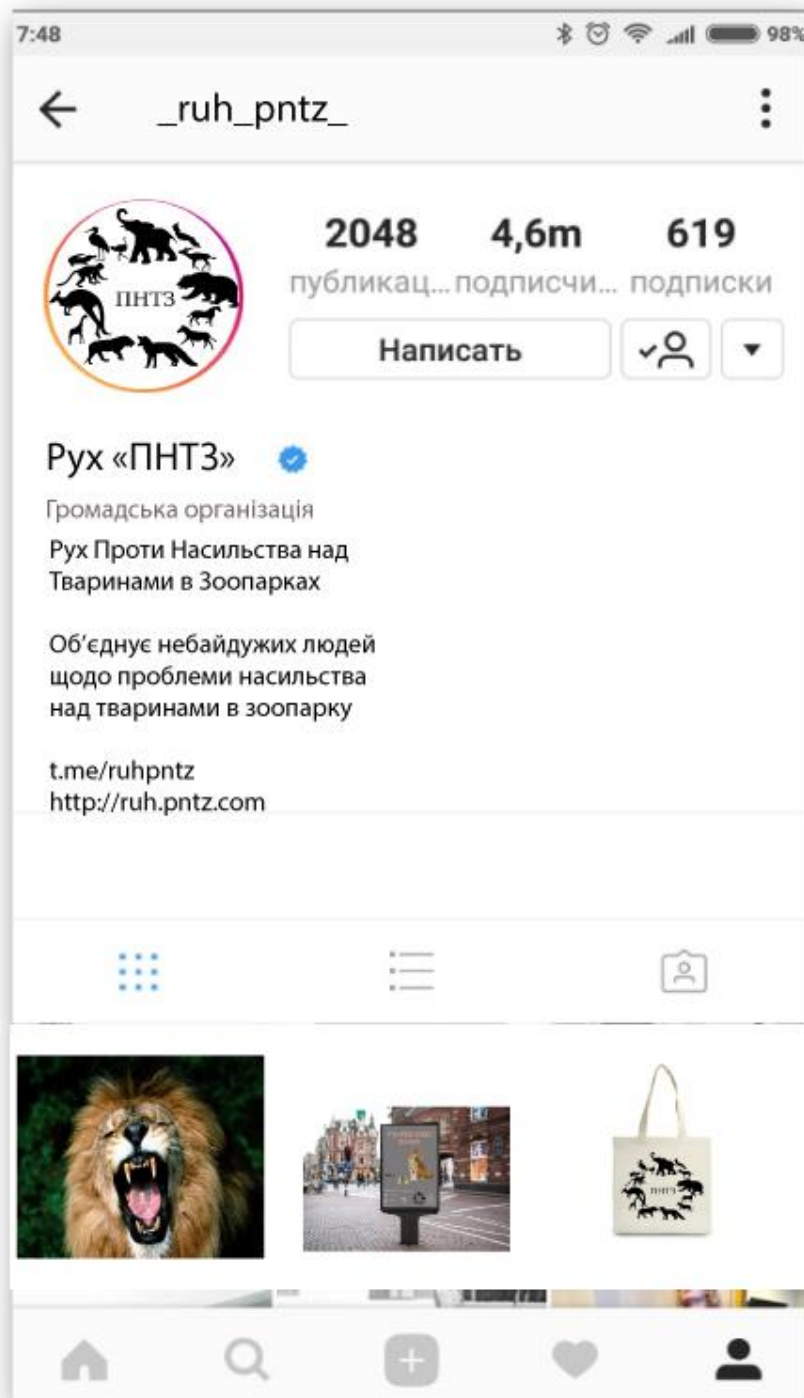 7:48
98%
_ruh_pntz_
ПНТЗ
2048 4,6m 619
публикац... подписчи... подписки
Написать
Рух «ПНТЗ»
Громадська організація
Рух Проти Насильства над
Тваринами в Зоопарках
Об'єднує небайдужих людей
щодо проблеми насильства
над тваринами в зоопарку
t.me/ruhpntz
http://ruh.pntz.com
ПНТЗ